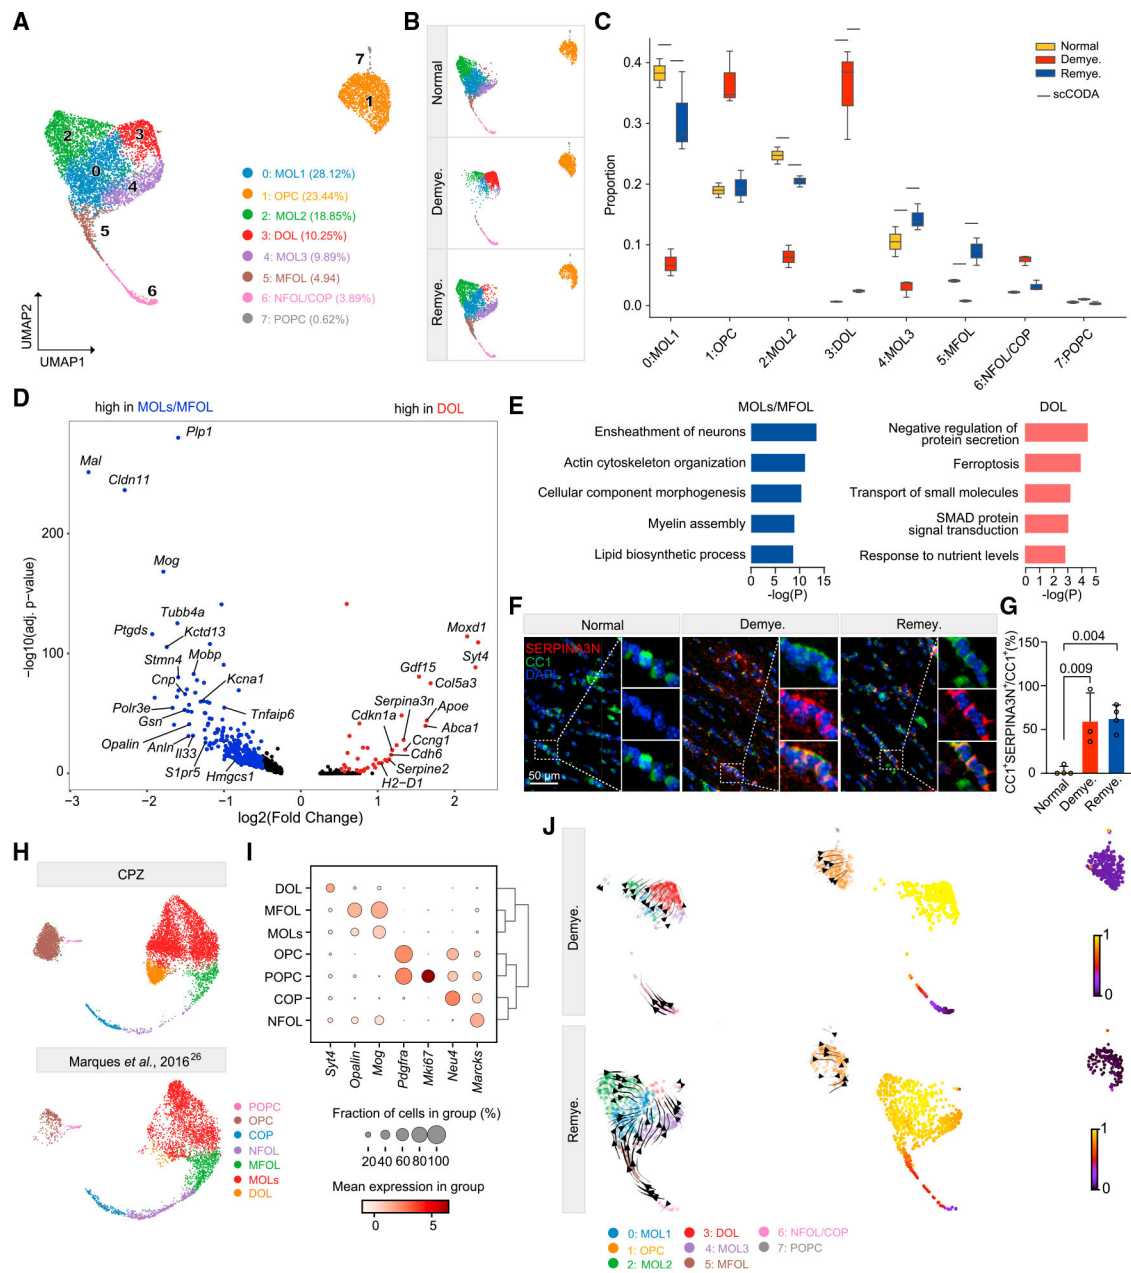 A
7
1
2
3
0
4
5
6
UMAP2
UMAP1
0: MOL1 (28.12%)
1: OPC (23.44%)
2: MOL2 (18.85%)
3: DOL (10.25%)
4: MOL3 (9.89%)
5: MFOL (4.94)
6: NFOL/COP (3.89%)
7: POPC (0.62%)
B
Normal
Demye.
Remye.
C
Proportion
0.4
0.3
0.2
0.1
0.0
Normal
Demye.
Remye.
scCODA
0:MOL1
1:OPC
2:MOL2
3:DOL
4:MOL3
5:MFOL
6:NFOL/COP
7:POPC
D
high in MOLs/MFOL
high in DOL
Plp1
Mal
Cldn11
Mog
Tubb4a
Ptgds
Kctd13
Stmn4
Mobp
Cnp
Kcna1
Polr3e
Gsn
Tnfaip6
Opalin
Anln
Il33
S1pr5
Hmgcs1
Moxd1
Gdf15
Syt4
Col5a3
Serpina3n
Apoe
Cdkn1a
Abca1
Ccng1
Cdh6
Serpine2
H2-D1
-log10(adj. p-value)
200
100
0
−3
−2
−1
0
1
2
log2(Fold Change)
E
MOLs/MFOL
Ensheathment of neurons
Actin cytoskeleton organization
Cellular component morphogenesis
Myelin assembly
Lipid biosynthetic process
0 5 10 15
-log(P)
DOL
Negative regulation of
protein secretion
Ferroptosis
Transport of small molecules
SMAD protein
signal transduction
Response to nutrient levels
0 1 2 3 4 5
-log(P)
F
Normal
Demye.
Remey.
SERPINA3N
CC1
DAPI
50 µm
G
CC1+SERPINA3N+/CC1+(%)
150
100
50
0
0.004
0.009
Normal
Demye.
Remye.
H
CPZ
Marques et al., 2016 26
POPC
OPC
COP
NFOL
MFOL
MOLs
DOL
I
DOL
MFOL
MOLs
OPC
POPC
COP
NFOL
Syt4
Opalin
Mog
Pdgfra
Mki67
Neu4
Marcks
Fraction of cells in group (%)
20 40 60 80 100
Mean expression in group
0 5
J
Demye.
1
0
Remye.
1
0
0: MOL1
1: OPC
2: MOL2
3: DOL
4: MOL3
5: MFOL
6: NFOL/COP
7: POPC